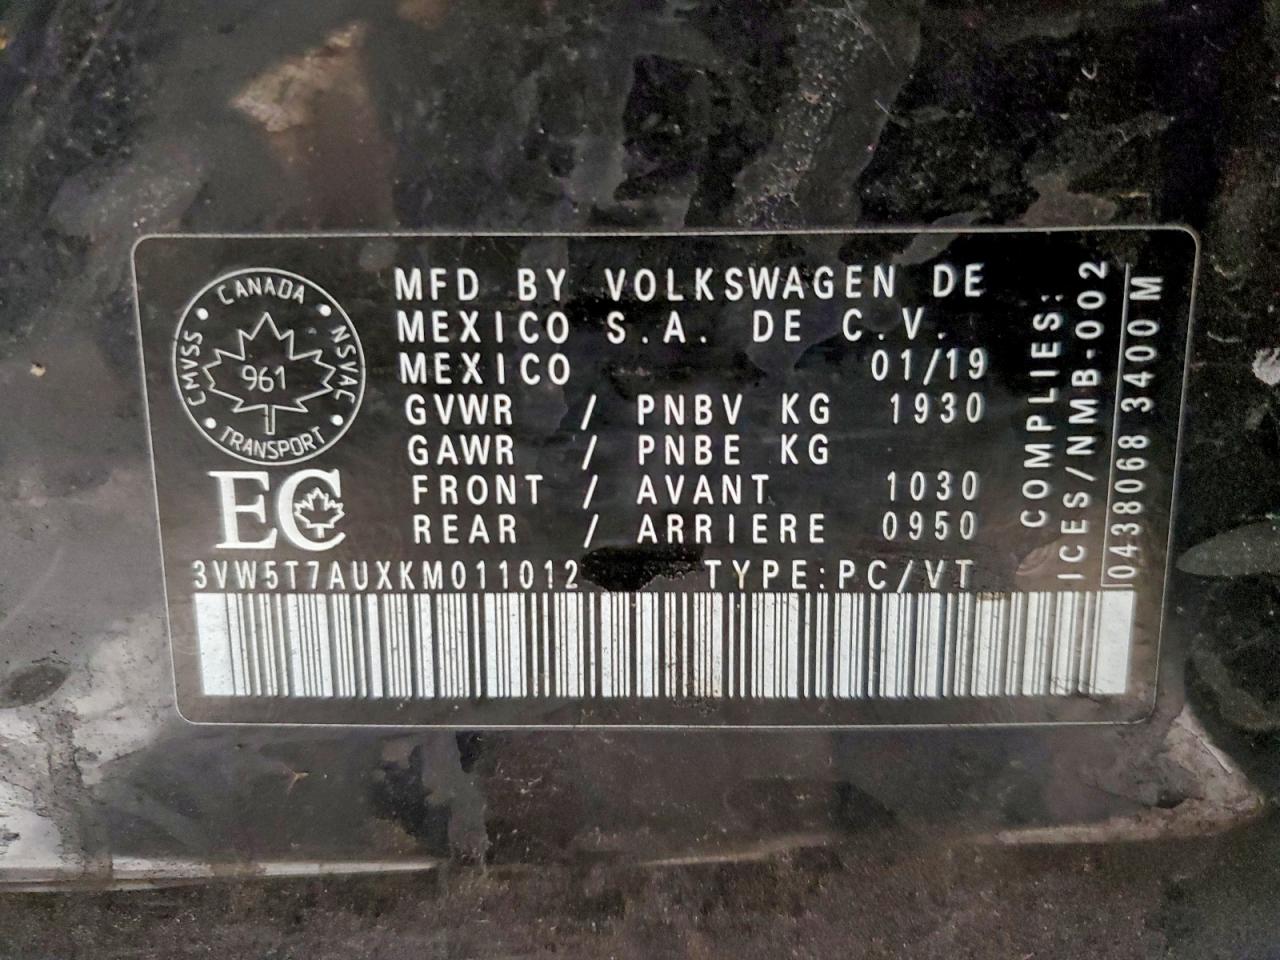 CANADA
CMVSS
NSVAC
961
TRANSPORT
EC
MFD BY VOLKSWAGEN DE
MEXICO S.A. DE C.V.
MEXICO 01/19
GVWR / PNBV KG 1930
GAWR / PNBE KG
FRONT / AVANT 1030
REAR / ARRIERE 0950
3VW5T7AUXKM011012 TYPE:PC/VT
COMPLIES:
ICES/NMB-002
0438068 3400 M